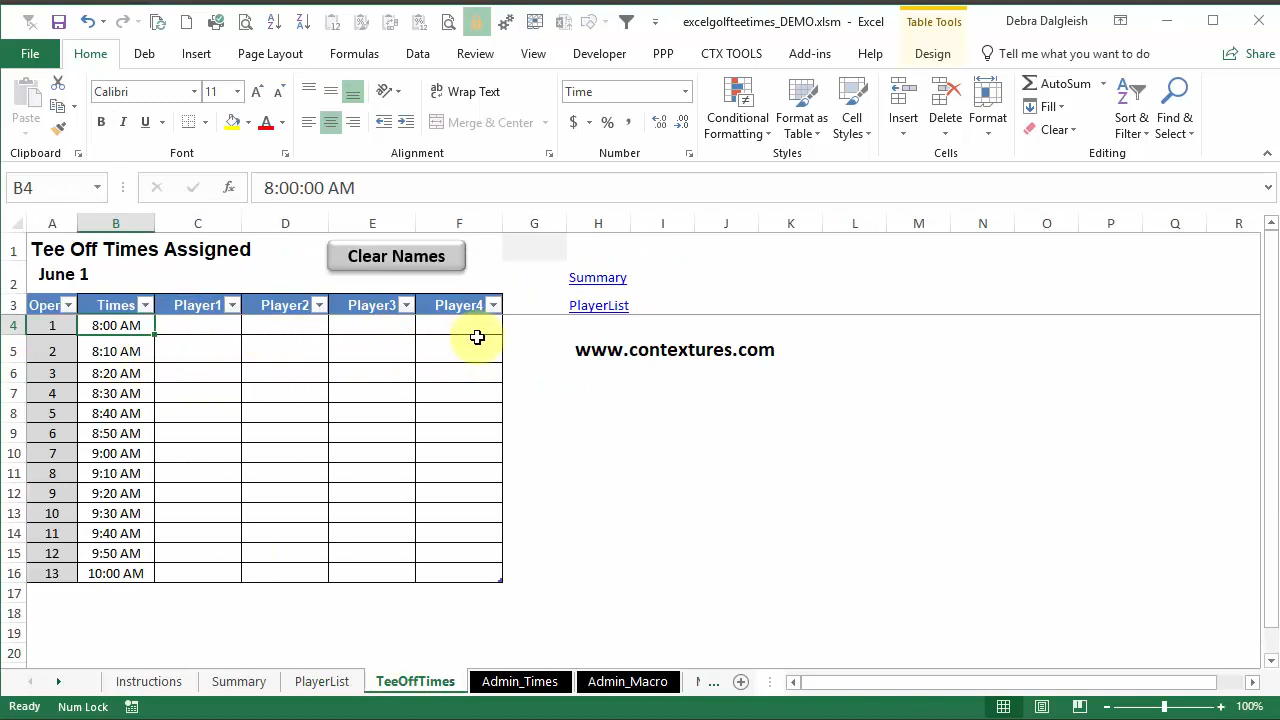 excelgolfteetimes_DEMO.xlsm - Excel
Table Tools
Debra Dalgleish
File Home Deb Insert Page Layout Formulas Data Review View Developer PPP CTX TOOLS Add-ins Help Design Tell me what you want to do Share
Paste
Calibri 11
B I U
Wrap Text
Merge & Center
Time
$ % ,
Conditional Formatting
Format as Table
Cell Styles
Insert Delete Format
AutoSum
Fill
Clear
Sort & Filter
Find & Select
Clipboard Font Alignment Number Styles Cells Editing
B4 fx 8:00:00 AM
A B C D E F G H I J K L M N O P Q R
1 Tee Off Times Assigned Clear Names
2 June 1 Summary
3 Open Times Player1 Player2 Player3 Player4 PlayerList
4 1 8:00 AM
5 2 8:10 AM www.contextures.com
6 3 8:20 AM
7 4 8:30 AM
8 5 8:40 AM
9 6 8:50 AM
10 7 9:00 AM
11 8 9:10 AM
12 9 9:20 AM
13 10 9:30 AM
14 11 9:40 AM
15 12 9:50 AM
16 13 10:00 AM
17
18
19
20
Instructions Summary PlayerList TeeOffTimes Admin_Times Admin_Macro ...
Ready Num Lock 100%